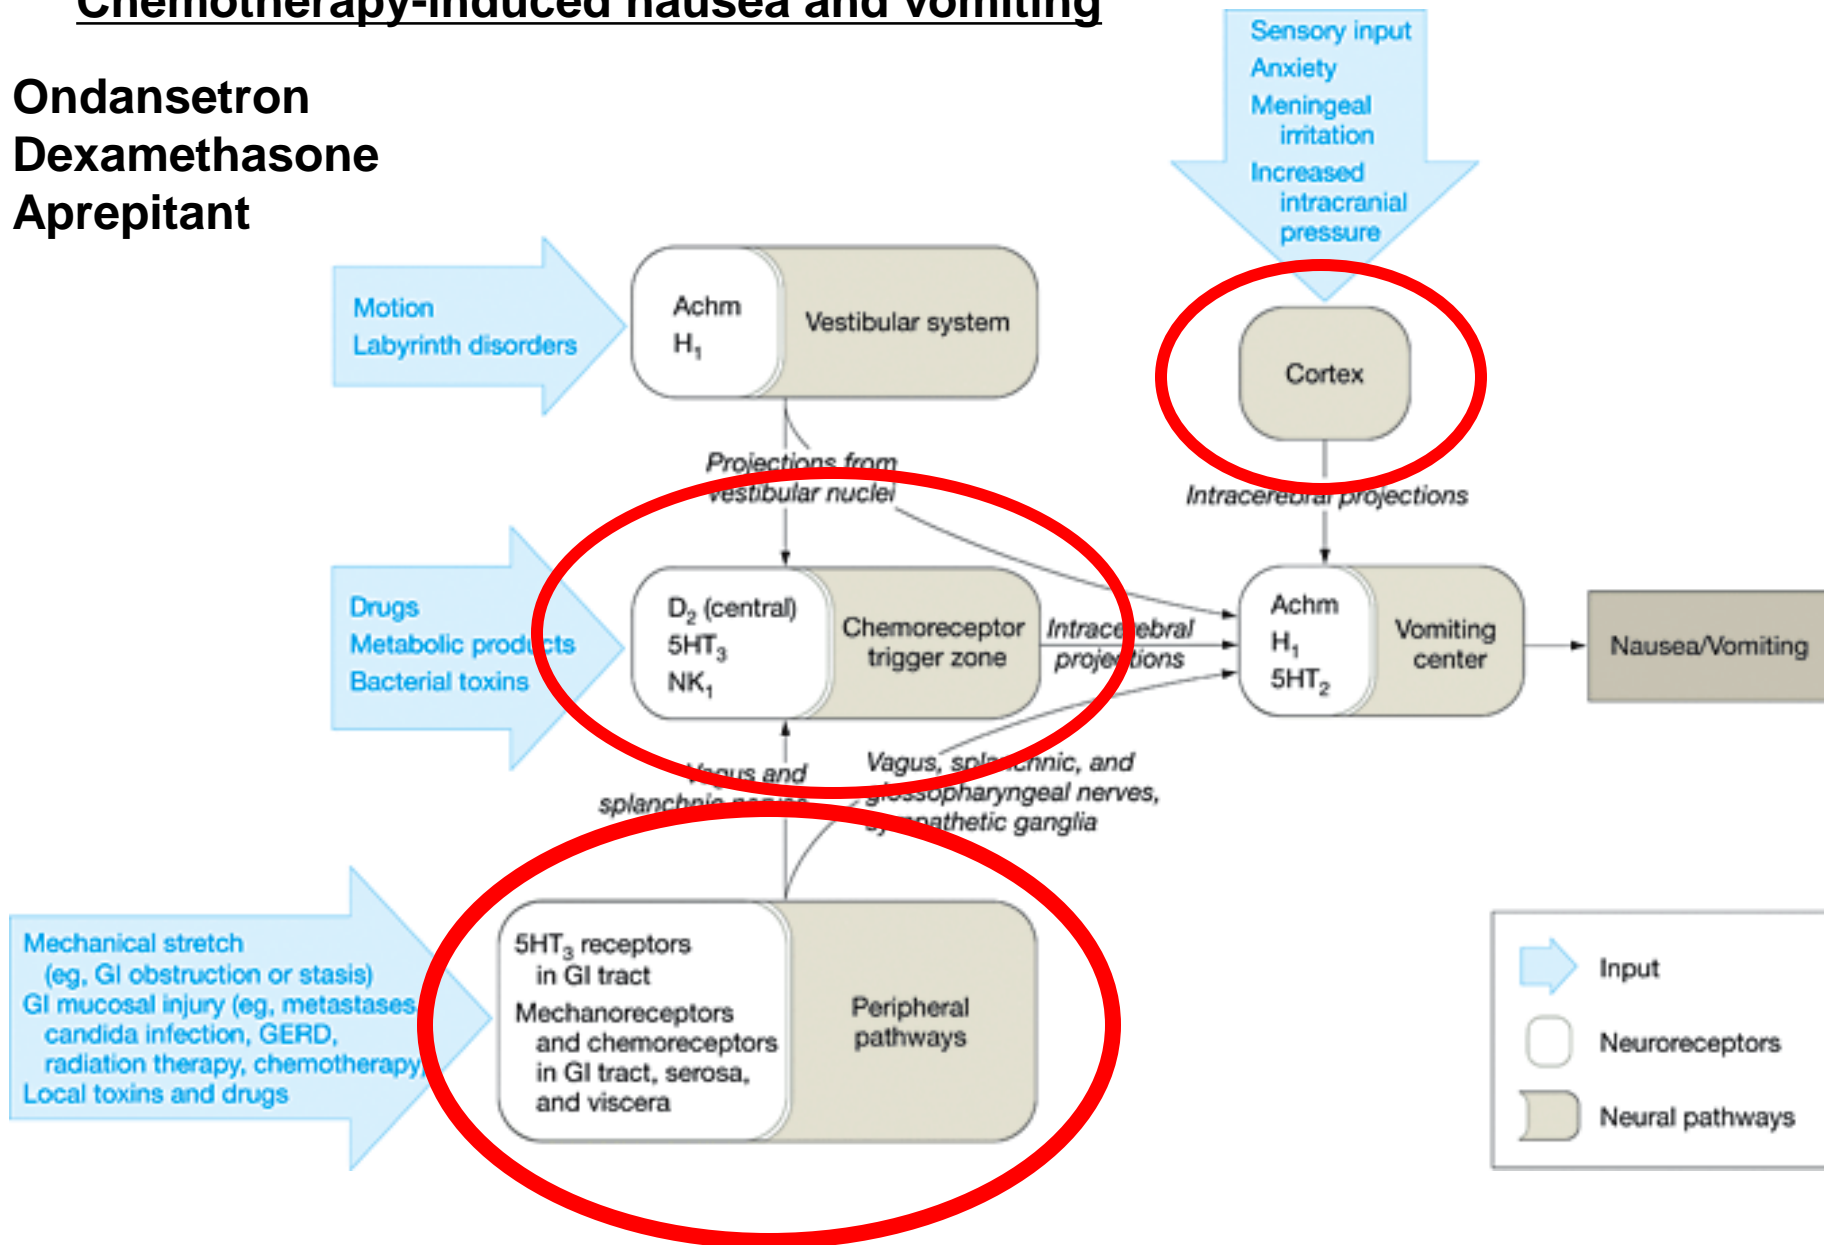 Chemotherapy-induced nausea and vomiting
Ondansetron
Dexamethasone
Aprepitant
Sensory input
Anxiety
Meningeal
irritation
Increased
intracranial
pressure
Motion
Labyrinth disorders
Achm
H₁
Vestibular system
Cortex
Projections from
vestibular nuclei
Intracerebral projections
Drugs
Metabolic products
Bacterial toxins
D₂ (central)
5HT₃
NK₁
Chemoreceptor
trigger zone
Intracerebral
projections
Achm
H₁
5HT₂
Vomiting
center
Nausea/Vomiting
Vagus and
splanchnic nerves
Vagus, splanchnic, and
glossopharyngeal nerves,
sympathetic ganglia
Mechanical stretch
(eg, GI obstruction or stasis)
GI mucosal injury (eg, metastases,
candida infection, GERD,
radiation therapy, chemotherapy)
Local toxins and drugs
5HT₃ receptors
in GI tract
Mechanoreceptors
and chemoreceptors
in GI tract, serosa,
and viscera
Peripheral
pathways
Input
Neuroreceptors
Neural pathways